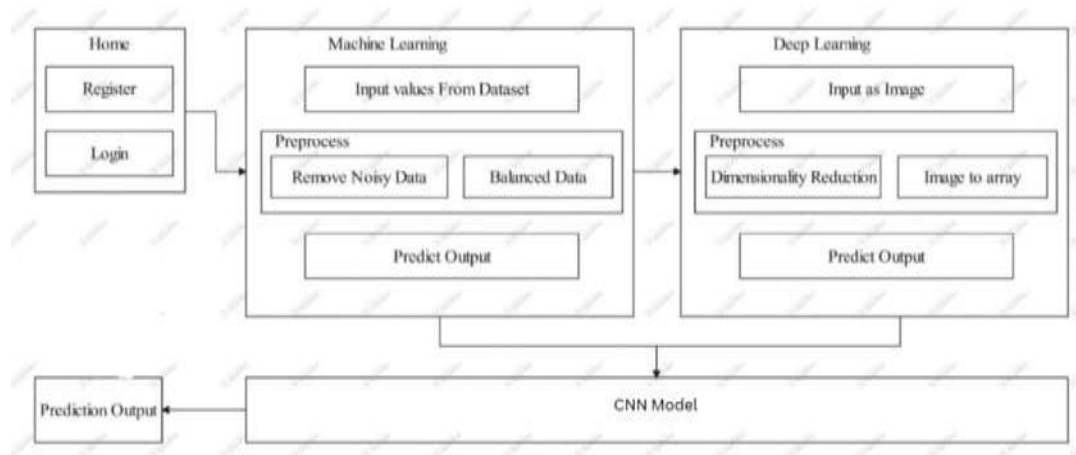 Home
Register
Login
Machine Learning
Input values From Dataset
Preprocess
Remove Noisy Data
Balanced Data
Predict Output
Deep Learning
Input as Image
Preprocess
Dimensionality Reduction
Image to array
Predict Output
CNN Model
Prediction Output